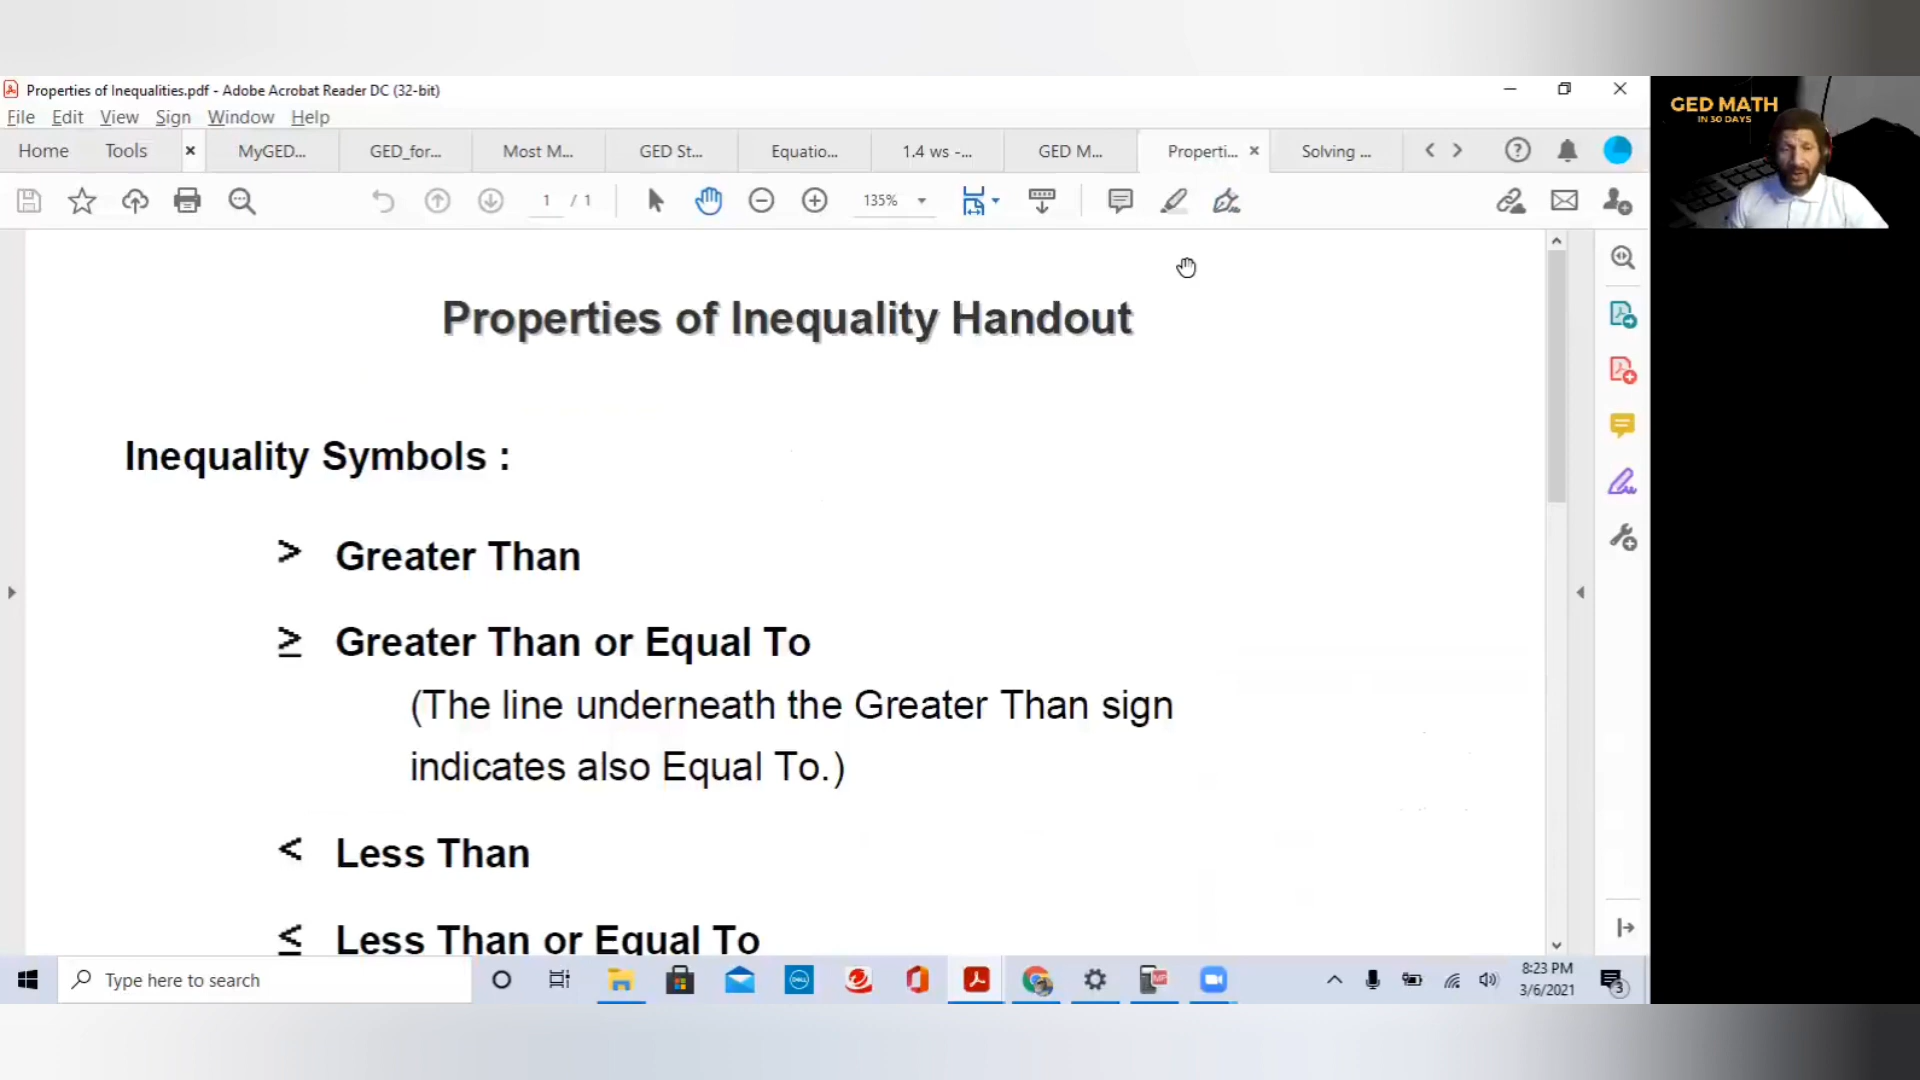 Properties of Inequalities.pdf - Adobe Acrobat Reader DC (32-bit)
File Edit View Sign Window Help
Home Tools MyGED... GED_for... Most M... GED St... Equatio... 1.4 ws -... GED M... Properti... Solving ...
1 / 1 135%
GED MATH
IN 30 DAYS
Properties of Inequality Handout
Inequality Symbols :
> Greater Than
≥ Greater Than or Equal To
(The line underneath the Greater Than sign
indicates also Equal To.)
< Less Than
≤ Less Than or Equal To
Type here to search
DELL
8:23 PM
3/6/2021
3